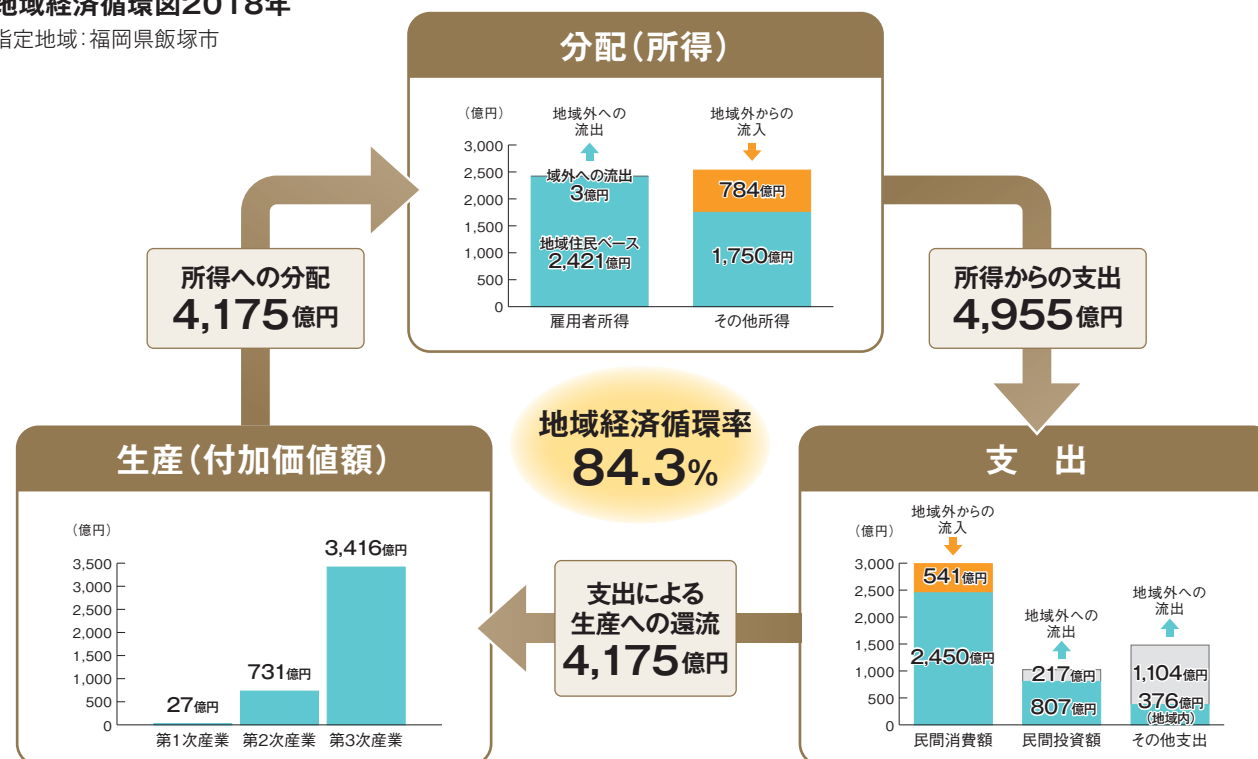 地域経済循環図2018年
指定地域：福岡県飯塚市
分配（所得）
（億円）
地域外への
流出
地域外からの
流入
3,000
2,500
2,000
1,500
1,000
500
0
域外への流出
3億円
地域住民ベース
2,421億円
784億円
1,750億円
雇用者所得
その他所得
所得への分配
4,175億円
所得からの支出
4,955億円
地域経済循環率
84.3%
生産（付加価値額）
（億円）
3,500
3,000
2,500
2,000
1,500
1,000
500
0
27億円
731億円
3,416億円
第1次産業
第2次産業
第3次産業
支出による
生産への還流
4,175億円
支　出
（億円）
地域外からの
流入
3,000
2,500
2,000
1,500
1,000
500
0
541億円
2,450億円
地域外への
流出
217億円
807億円
地域外への
流出
1,104億円
376億円
（地域内）
民間消費額
民間投資額
その他支出